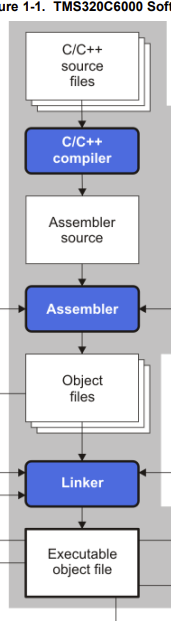 ure 1-1. TMS320C6000 Soft
C/C++
source
files
C/C++
compiler
Assembler
source
Assembler
Object
files
Linker
Executable
object file